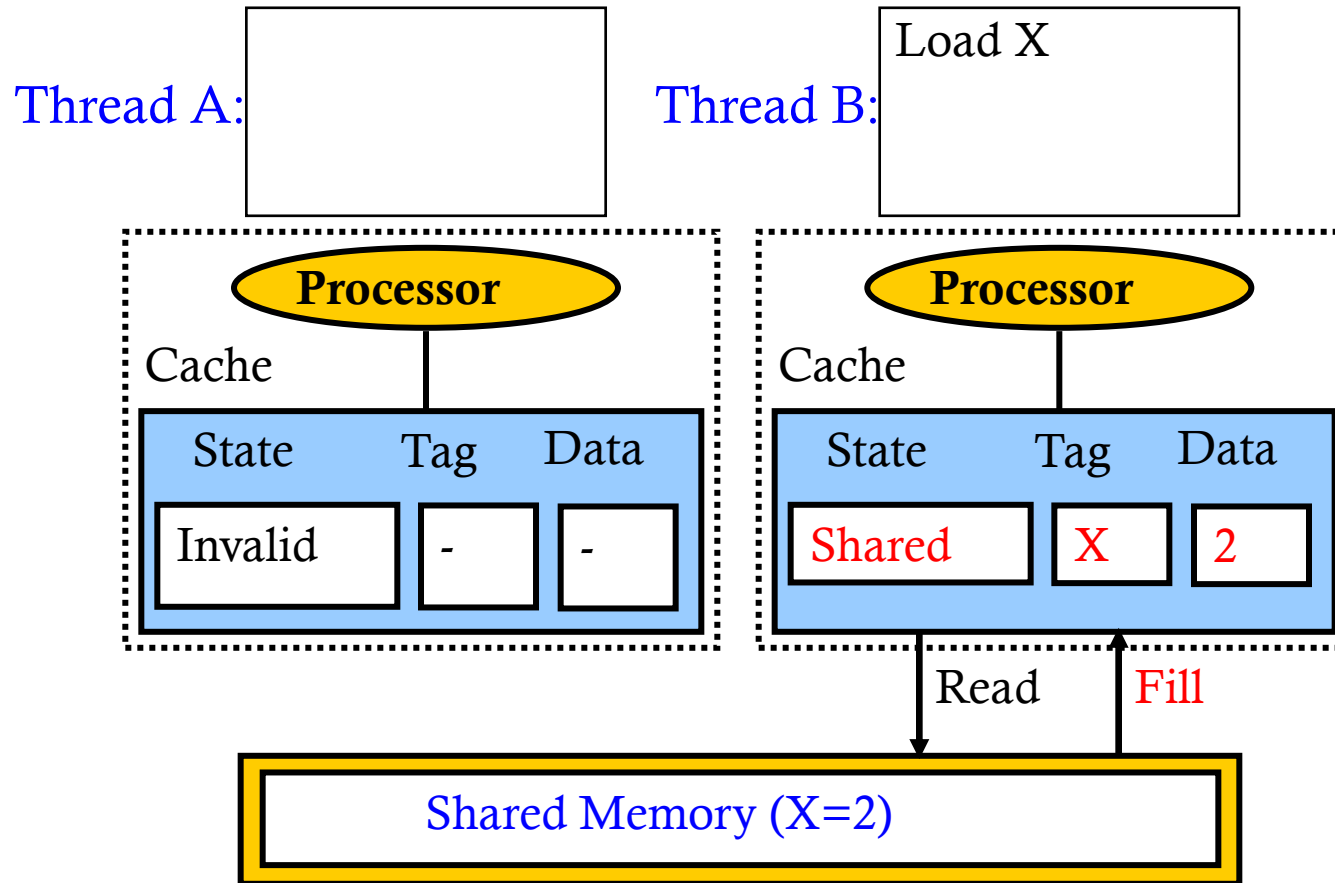 Load X
Thread A:
Thread B:
Processor
Processor
Cache
Cache
State Tag Data
State Tag Data
Invalid - -
Shared X 2
Read
Fill
Shared Memory (X=2)